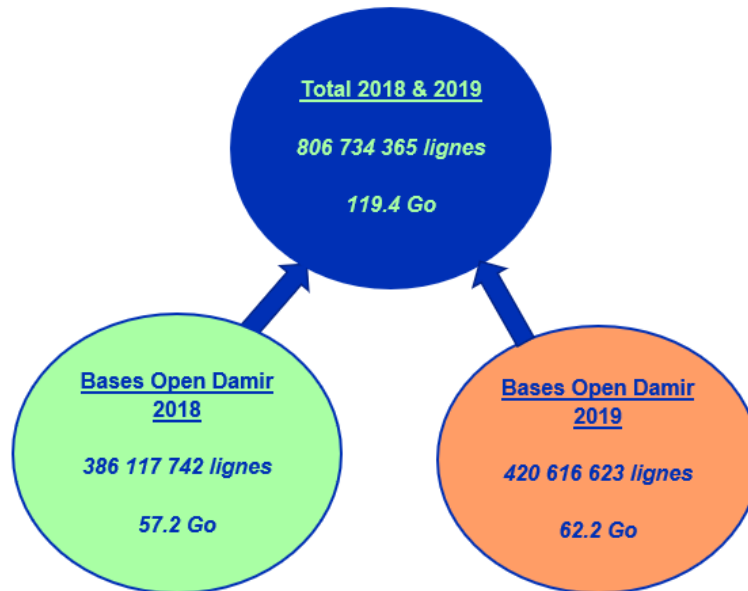 Total 2018 & 2019
806 734 365 lignes
119.4 Go
Bases Open Damir
2018
386 117 742 lignes
57.2 Go
Bases Open Damir
2019
420 616 623 lignes
62.2 Go